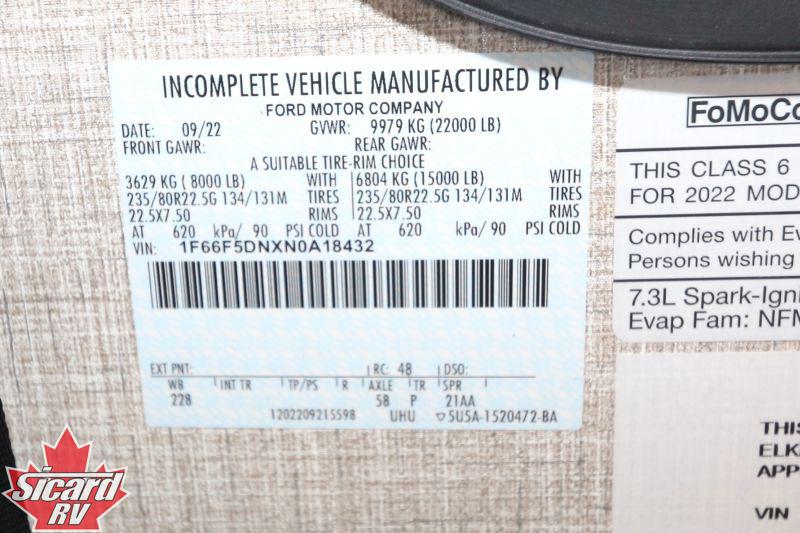 INCOMPLETE VEHICLE MANUFACTURED BY
FORD MOTOR COMPANY
DATE: 09/22 GVWR: 9979 KG (22000 LB)
FRONT GAWR: REAR GAWR:
A SUITABLE TIRE-RIM CHOICE
3629 KG ( 8000 LB) WITH 6804 KG (15000 LB) WITH
235/80R22.5G 134/131M TIRES 235/80R22.5G 134/131M TIRES
22.5X7.50 RIMS 22.5X7.50 RIMS
AT 620 kPa/ 90 PSI COLD AT 620 kPa/ 90 PSI COLD
VIN: 1F66F5DNXN0A18432
EXT PNT: RC: 48 DSO:
WB INT TR TP/PS R AXLE TR SPR
228 58 P 21AA
1202209215598 UHU 5U5A-1520472-BA
FoMoCo
THIS CLASS 6
FOR 2022 MOD
Complies with Ev
Persons wishing
7.3L Spark-Igni
Evap Fam: NFM
THIS
ELK
APP
VIN
Sicard
RV